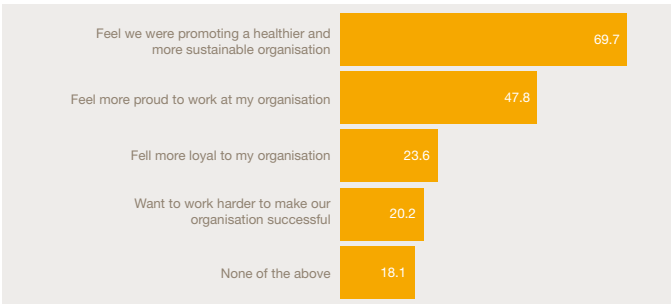 Feel we were promoting a healthier and
more sustainable organisation
69.7
Feel more proud to work at my organisation
47.8
Fell more loyal to my organisation
23.6
Want to work harder to make our
organisation successful
20.2
None of the above
18.1